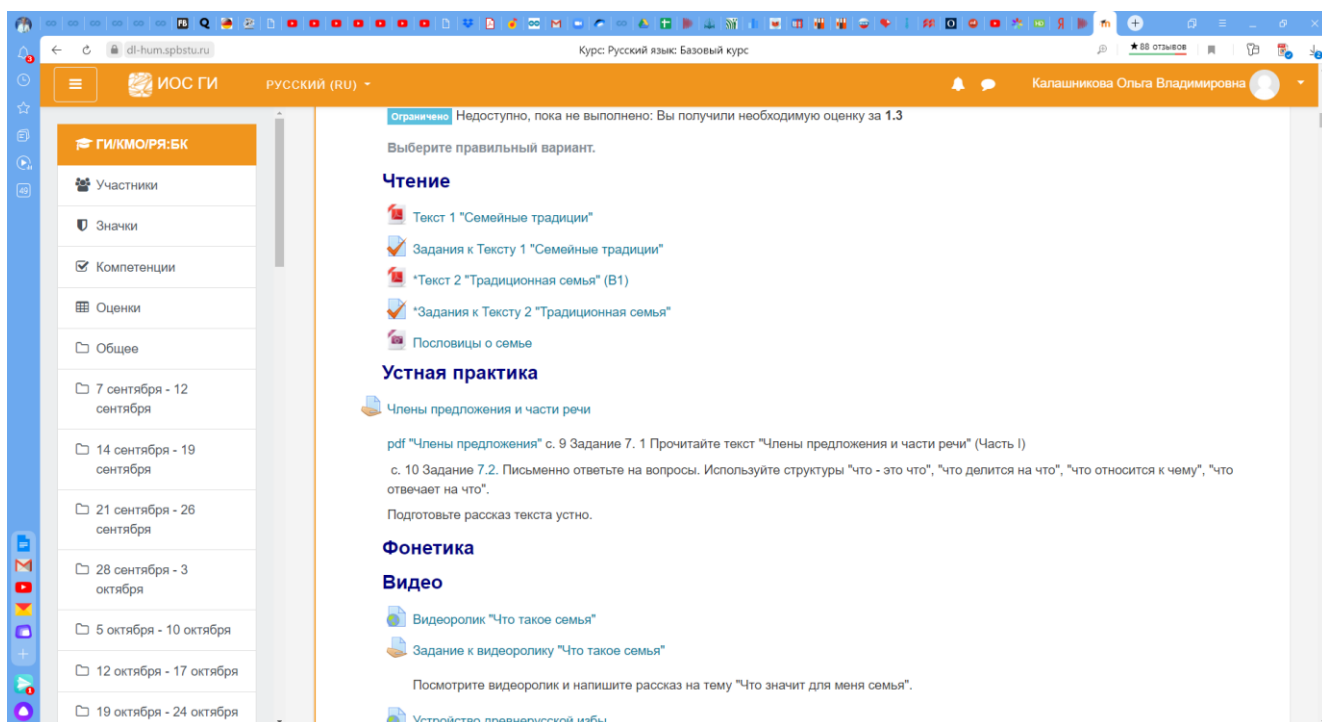 dl-hum.spbstu.ru
Курс: Русский язык: Базовый курс
★88 отзывов
3
49
1
ИОС ГИ
РУССКИЙ (RU)
Калашникова Ольга Владимировна
ГИ/КМО/РЯ:БК
Участники
Значки
Компетенции
Оценки
Общее
7 сентября - 12
сентября
14 сентября - 19
сентября
21 сентября - 26
сентября
28 сентября - 3
октября
5 октября - 10 октября
12 октября - 17 октября
19 октября - 24 октября
Ограничено Недоступно, пока не выполнено: Вы получили необходимую оценку за 1.3
Выберите правильный вариант.
Чтение
Текст 1 "Семейные традиции"
Задания к Тексту 1 "Семейные традиции"
*Текст 2 "Традиционная семья" (В1)
*Задания к Тексту 2 "Традиционная семья"
Пословицы о семье
Устная практика
Члены предложения и части речи
pdf "Члены предложения" с. 9 Задание 7. 1 Прочитайте текст "Члены предложения и части речи" (Часть I)
с. 10 Задание 7.2. Письменно ответьте на вопросы. Используйте структуры "что - это что", "что делится на что", "что относится к чему", "что
отвечает на что".
Подготовьте рассказ текста устно.
Фонетика
Видео
Видеоролик "Что такое семья"
Задание к видеоролику "Что такое семья"
Посмотрите видеоролик и напишите рассказ на тему "Что значит для меня семья".
Устройство древнерусской избы